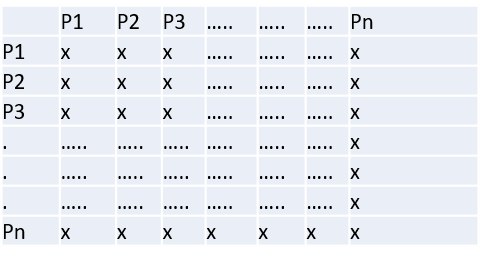 P1 P2 P3 ..... ..... ..... Pn
P1 x x x ..... ..... ..... x
P2 x x x ..... ..... ..... x
P3 x x x ..... ..... ..... x
. ..... ..... ..... ..... ..... ..... x
. ..... ..... ..... ..... ..... ..... x
. ..... ..... ..... ..... ..... ..... x
Pn x x x x x x x